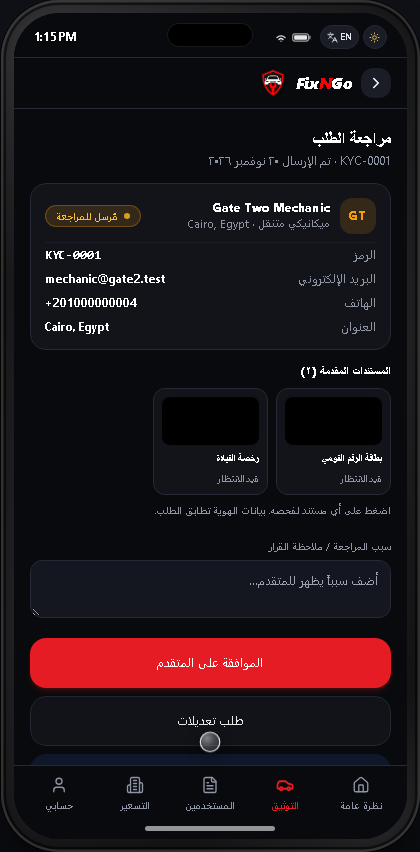 1:15 PM
EN
FixNGo
مراجعة الطلب
KYC-0001 · تم الإرسال ٢٠ نوفمبر ٢٠٢٦
GT
Gate Two Mechanic
ميكانيكي متنقل · Cairo, Egypt
مُرسل للمراجعة
الرمز KYC-0001
البريد الإلكتروني mechanic@gate2.test
الهاتف +201000000004
العنوان Cairo, Egypt
المستندات المقدمة (٢)
بطاقة الرقم القومي
قيد الانتظار
رخصة القيادة
قيد الانتظار
اضغط على أي مستند لفحصه. بيانات الهوية تطابق الطلب.
سبب المراجعة / ملاحظة القرار
أضف سبباً يظهر للمتقدم...
الموافقة على المتقدم
طلب تعديلات
نظرة عامة
التوثيق
المستخدمين
التسعير
حسابي